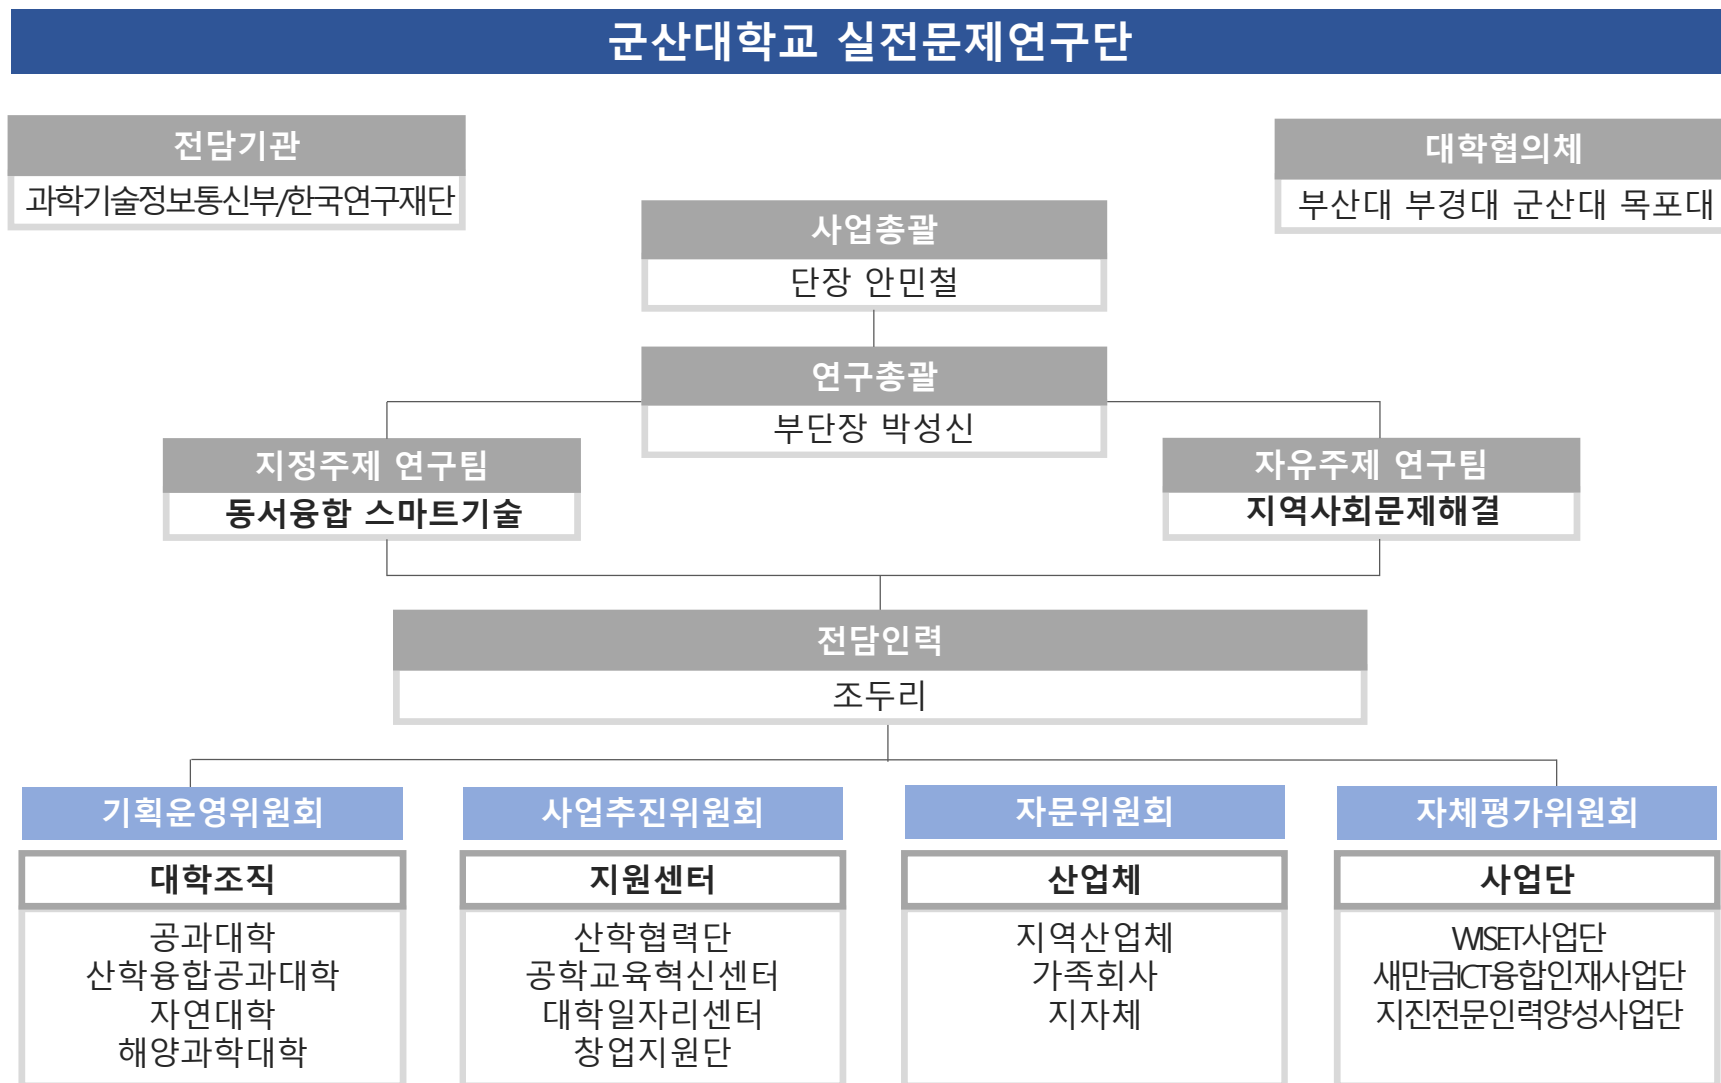 군산대학교 실전문제연구단
전담기관
과학기술정보통신부/한국연구재단
대학협의체
부산대 부경대 군산대 목포대
사업총괄
단장 안민철
연구총괄
부단장 박성신
지정주제 연구팀
동서융합 스마트기술
자유주제 연구팀
지역사회문제해결
전담인력
조두리
기획운영위원회
대학조직
공과대학
산학융합공과대학
자연대학
해양과학대학
사업추진위원회
지원센터
산학협력단
공학교육혁신센터
대학일자리센터
창업지원단
자문위원회
산업체
지역산업체
가족회사
지자체
자체평가위원회
사업단
WISET사업단
새만금ICT융합인재사업단
지진전문인력양성사업단